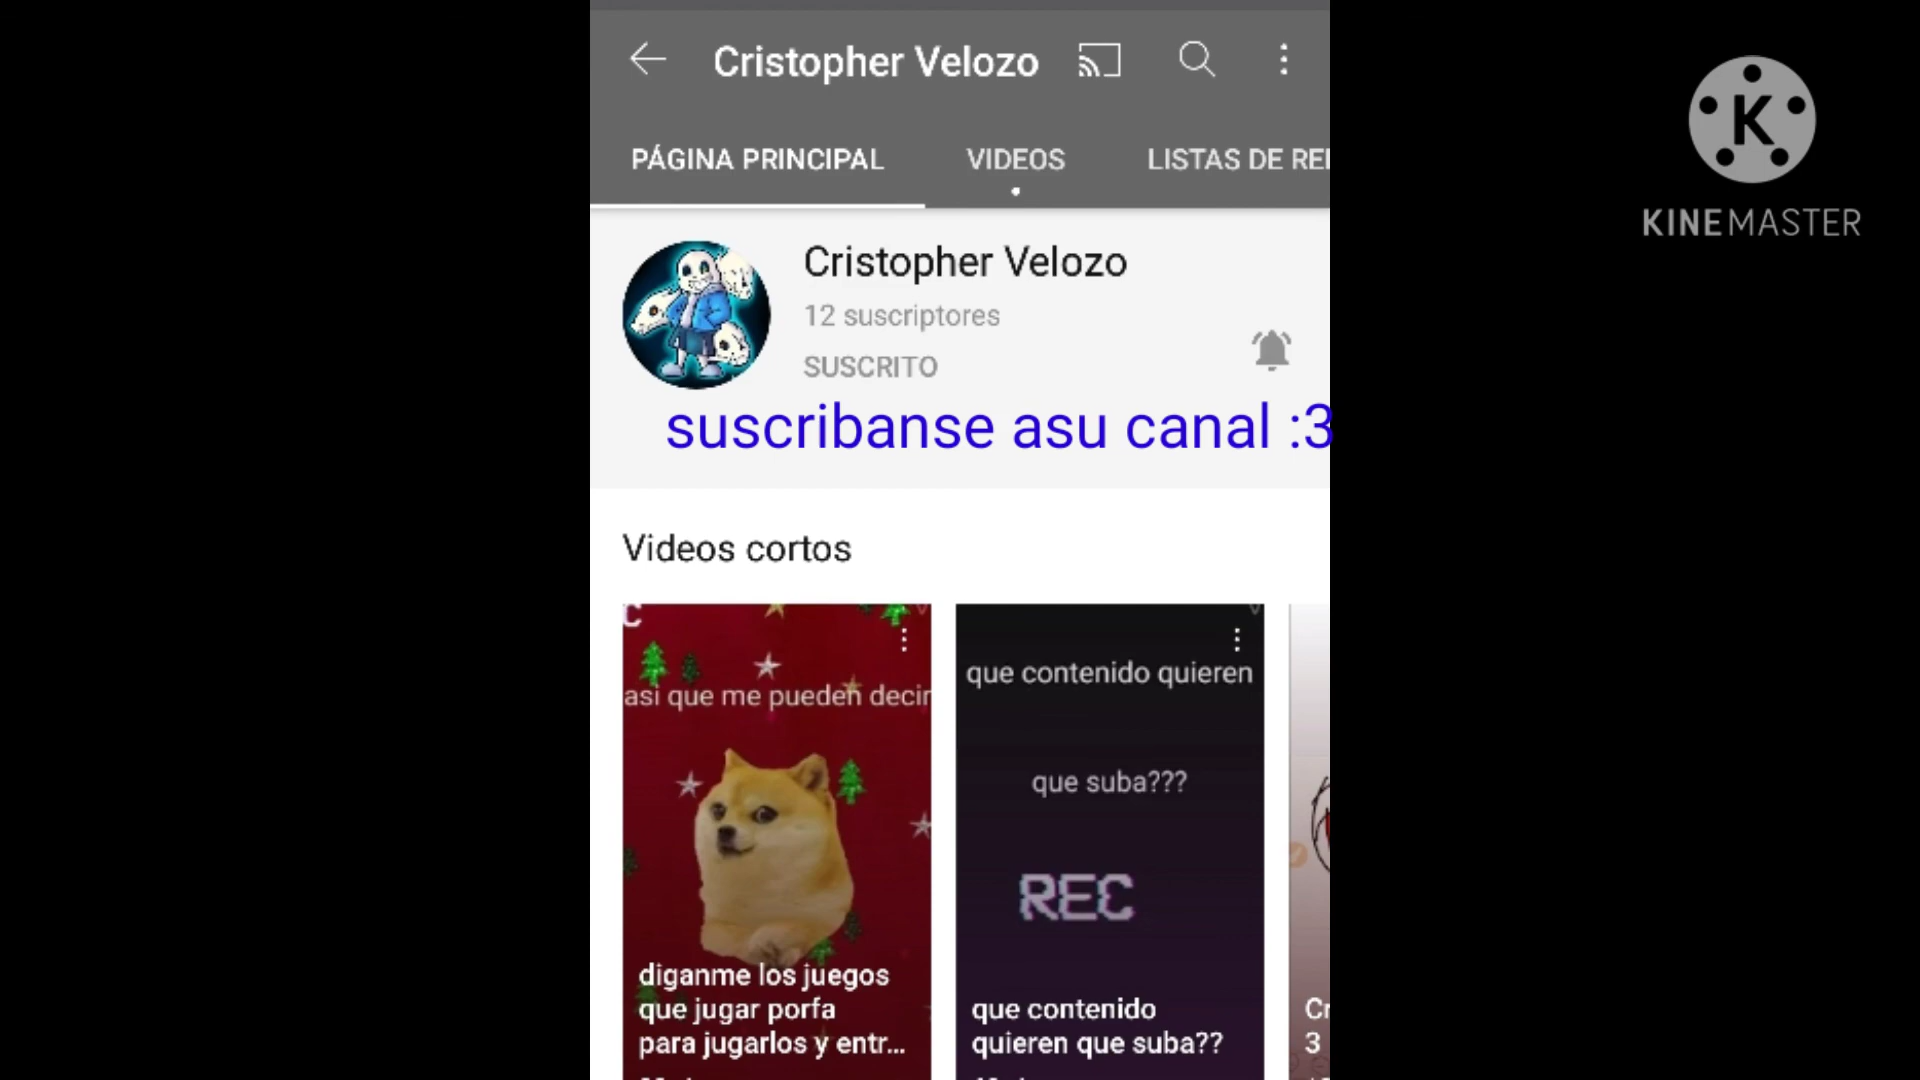 Cristopher Velozo
PÁGINA PRINCIPAL VIDEOS LISTAS DE
Cristopher Velozo
12 suscriptores
SUSCRITO
suscribanse asu canal :3
Videos cortos
asi que me pueden decir
diganme los juegos
que jugar porfa
para jugarlos y entr...
que contenido quieren
que suba???
REC
que contenido
quieren que suba??
3
K
KINEMASTER